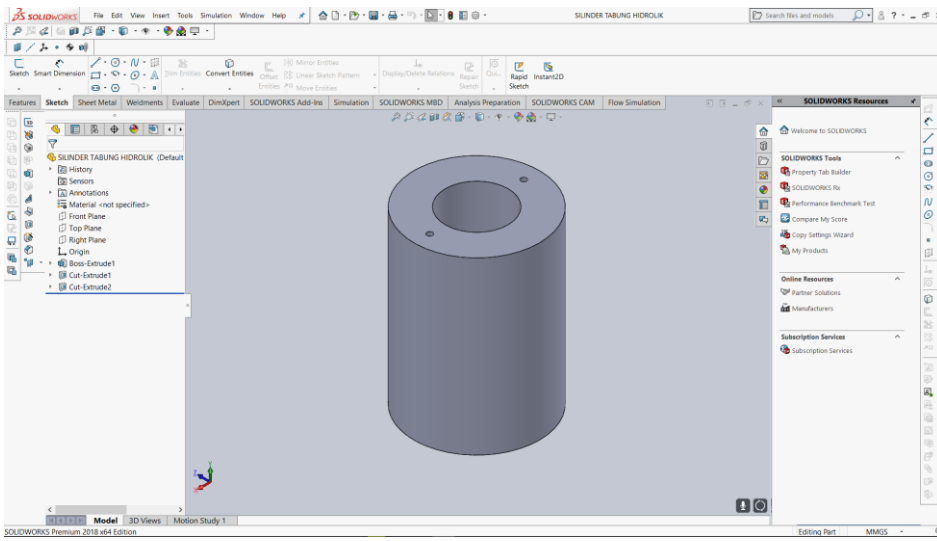 SOLIDWORKS File Edit View Insert Tools Simulation Window Help SILINDER TABUNG HIDROLIK Search files and models
Sketch Smart Dimension Trim Entities Convert Entities Offset Entities Mirror Entities Linear Sketch Pattern Move Entities Display/Delete Relations Repair Sketch Rapid Sketch Instant2D
Features Sketch Sheet Metal Weldments Evaluate DimXpert SOLIDWORKS Add-Ins Simulation SOLIDWORKS MBD Analysis Preparation SOLIDWORKS CAM Flow Simulation
SILINDER TABUNG HIDROLIK (Default
History
Sensors
Annotations
Material <not specified>
Front Plane
Top Plane
Right Plane
Origin
Boss-Extrude1
Cut-Extrude1
Cut-Extrude2
SOLIDWORKS Resources
Welcome to SOLIDWORKS
SOLIDWORKS Tools
Property Tab Builder
SOLIDWORKS Rx
Performance Benchmark Test
Compare My Score
Copy Settings Wizard
My Products
Online Resources
Partner Solutions
Manufacturers
Subscription Services
Subscription Services
Model 3D Views Motion Study 1
SOLIDWORKS Premium 2018 x64 Edition Editing Part MMGS